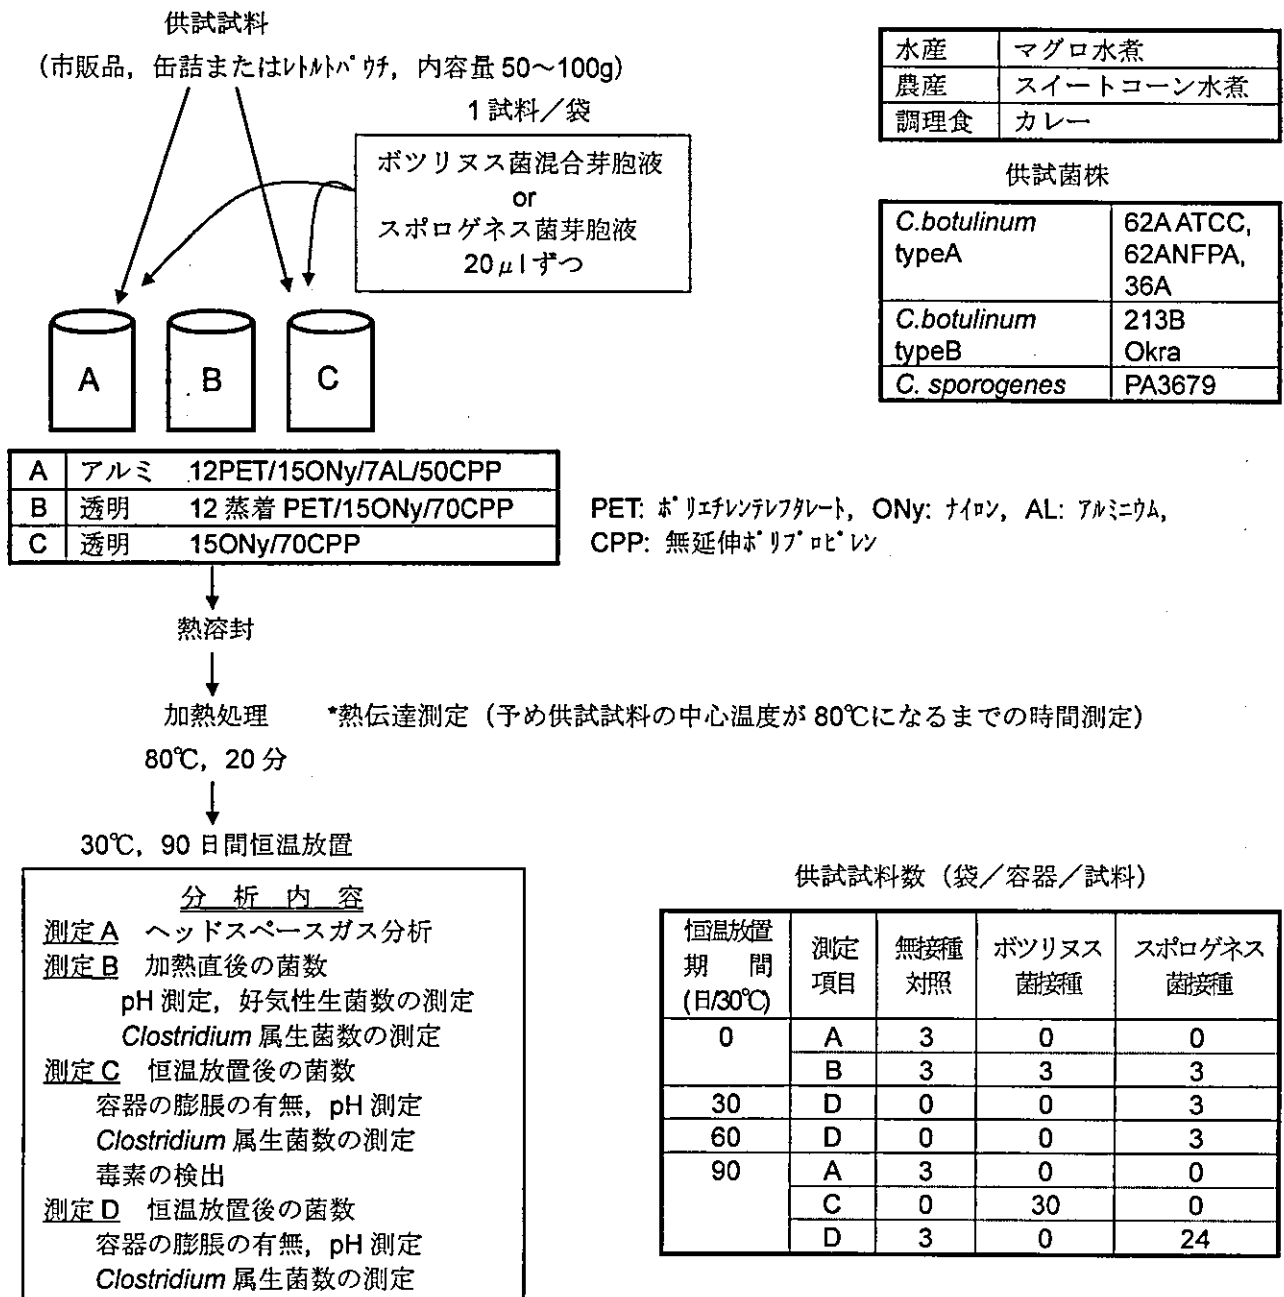 供試試料
(市販品，缶詰またはﾚﾄﾙﾄﾊﾟｳﾁ，内容量 50～100g)
1 試料／袋
ボツリヌス菌混合芽胞液
or
スポロゲネス菌芽胞液
20μlずつ
水産 マグロ水煮
農産 スイートコーン水煮
調理食 カレー
供試菌株
C.botulinum typeA 62AATCC, 62ANFPA, 36A
C.botulinum typeB 213B Okra
C. sporogenes PA3679
A B C
A アルミ 12PET/15ONy/7AL/50CPP
B 透明 12 蒸着 PET/15ONy/70CPP
C 透明 15ONy/70CPP
PET: ﾎﾟﾘｴﾁﾚﾝﾃﾚﾌﾀﾚｰﾄ，ONy: ﾅｲﾛﾝ，AL: ｱﾙﾐﾆｳﾑ，
CPP: 無延伸ﾎﾟﾘﾌﾟﾛﾋﾟﾚﾝ
熱溶封
加熱処理 *熱伝達測定（予め供試試料の中心温度が 80℃になるまでの時間測定）
80℃，20 分
30℃，90 日間恒温放置
分 析 内 容
測定 A ヘッドスペースガス分析
測定 B 加熱直後の菌数
pH 測定，好気性生菌数の測定
Clostridium 属生菌数の測定
測定 C 恒温放置後の菌数
容器の膨脹の有無，pH 測定
Clostridium 属生菌数の測定
毒素の検出
測定 D 恒温放置後の菌数
容器の膨脹の有無，pH 測定
Clostridium 属生菌数の測定
供試試料数（袋／容器／試料）
恒温放置期 間(日/30℃) 測定項目 無接種対照 ボツリヌス菌接種 スポロゲネス菌接種
0 A 3 0 0
B 3 3 3
30 D 0 0 3
60 D 0 0 3
90 A 3 0 0
C 0 30 0
D 3 0 24